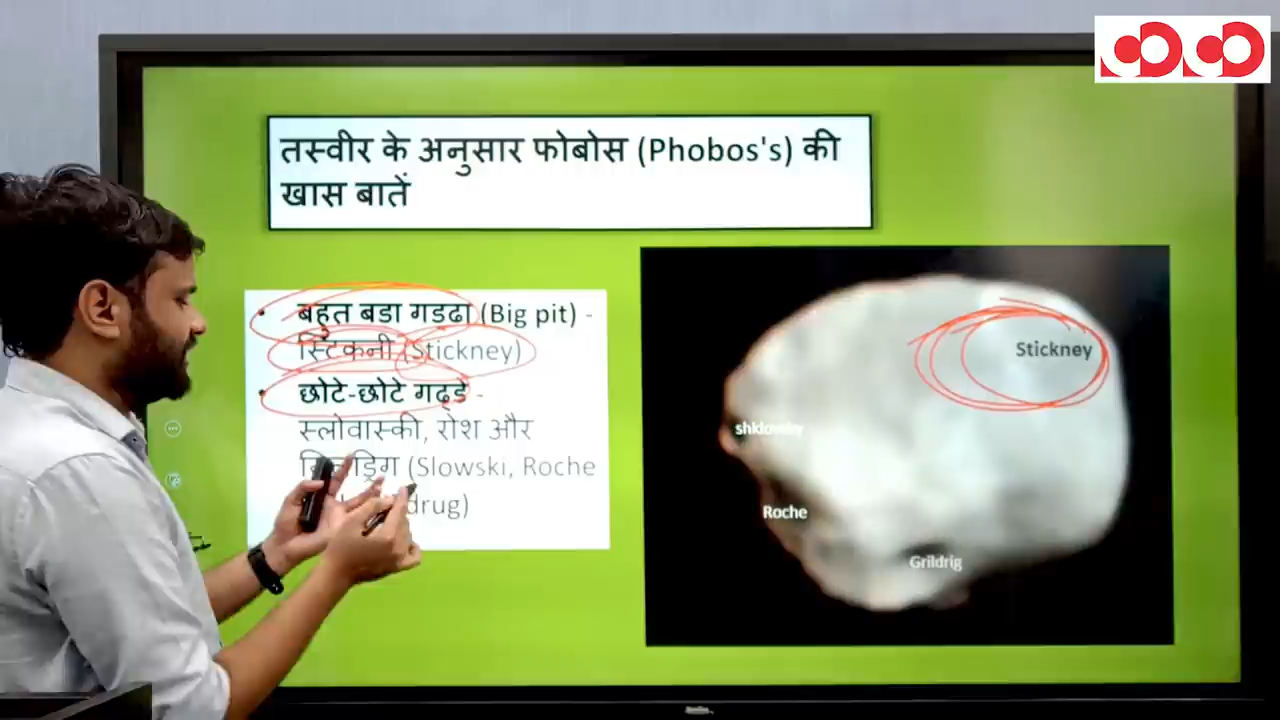 तस्वीर के अनुसार फोबोस (Phobos's) की
खास बातें
• बहुत बडा गडढा (Big pit) -
स्टिकनी (Stickney)
• छोटे-छोटे गढ्डे -
स्लोवास्की, रोश और
(Slowski, Roche
drug)
Stickney
Roche
Grildrig